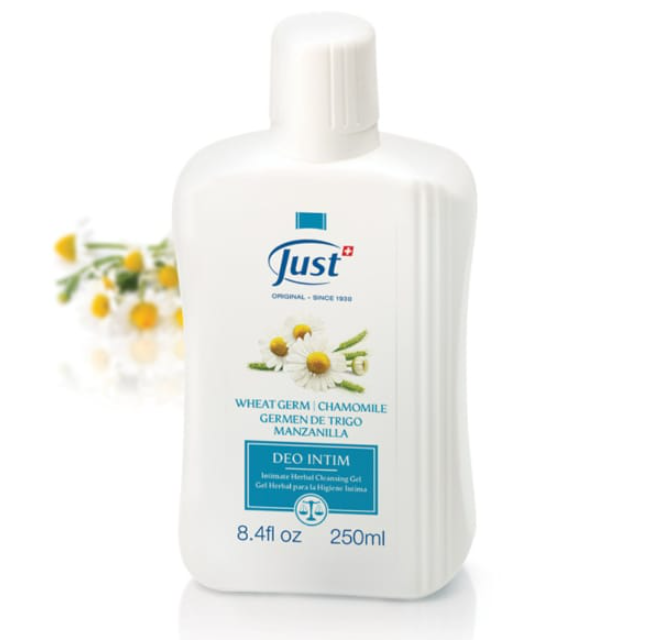 Just
ORIGINAL - SINCE 1930
WHEAT GERM | CHAMOMILE
GERMEN DE TRIGO
MANZANILLA
DEO INTIM
Intimate Herbal Cleansing Gel
Gel Herbal para la Higiene Intima
8.4fl oz 250ml